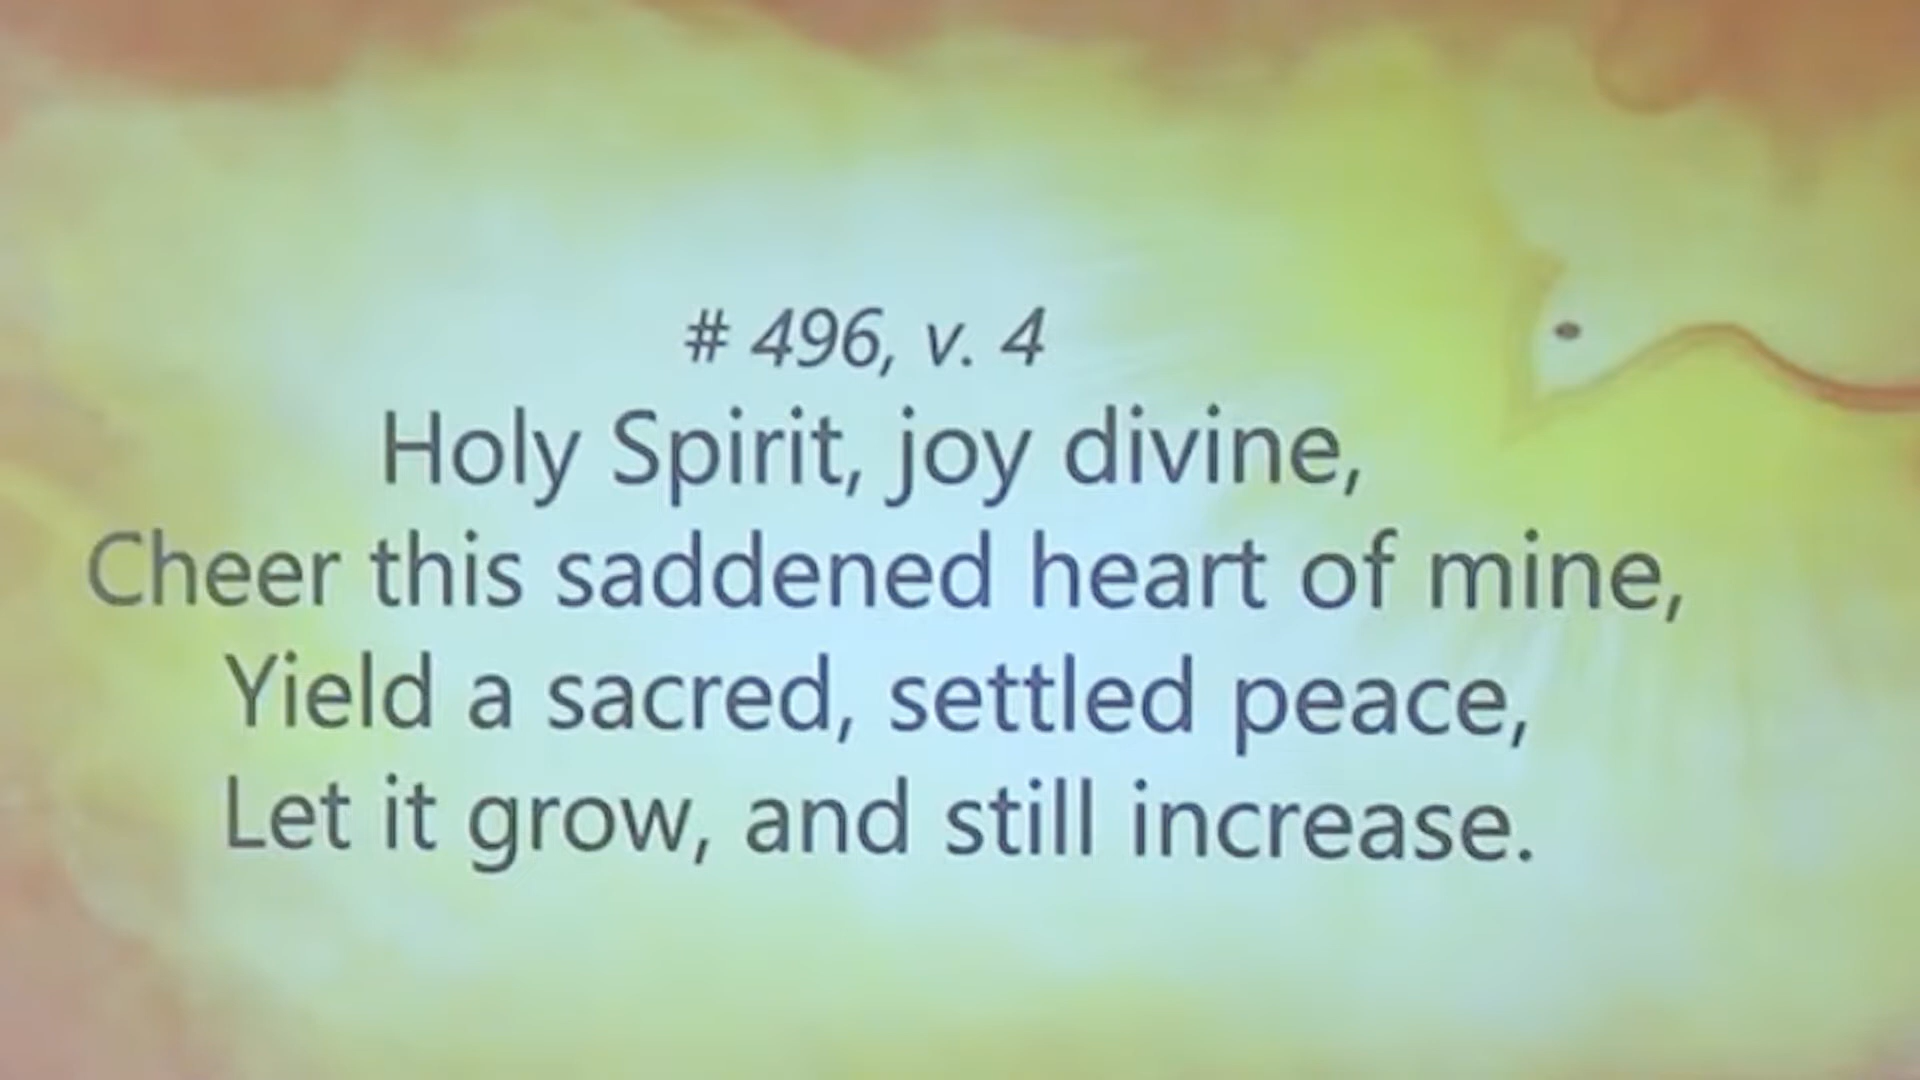 # 496, v. 4
Holy Spirit, joy divine,
Cheer this saddened heart of mine,
Yield a sacred, settled peace,
Let it grow, and still increase.